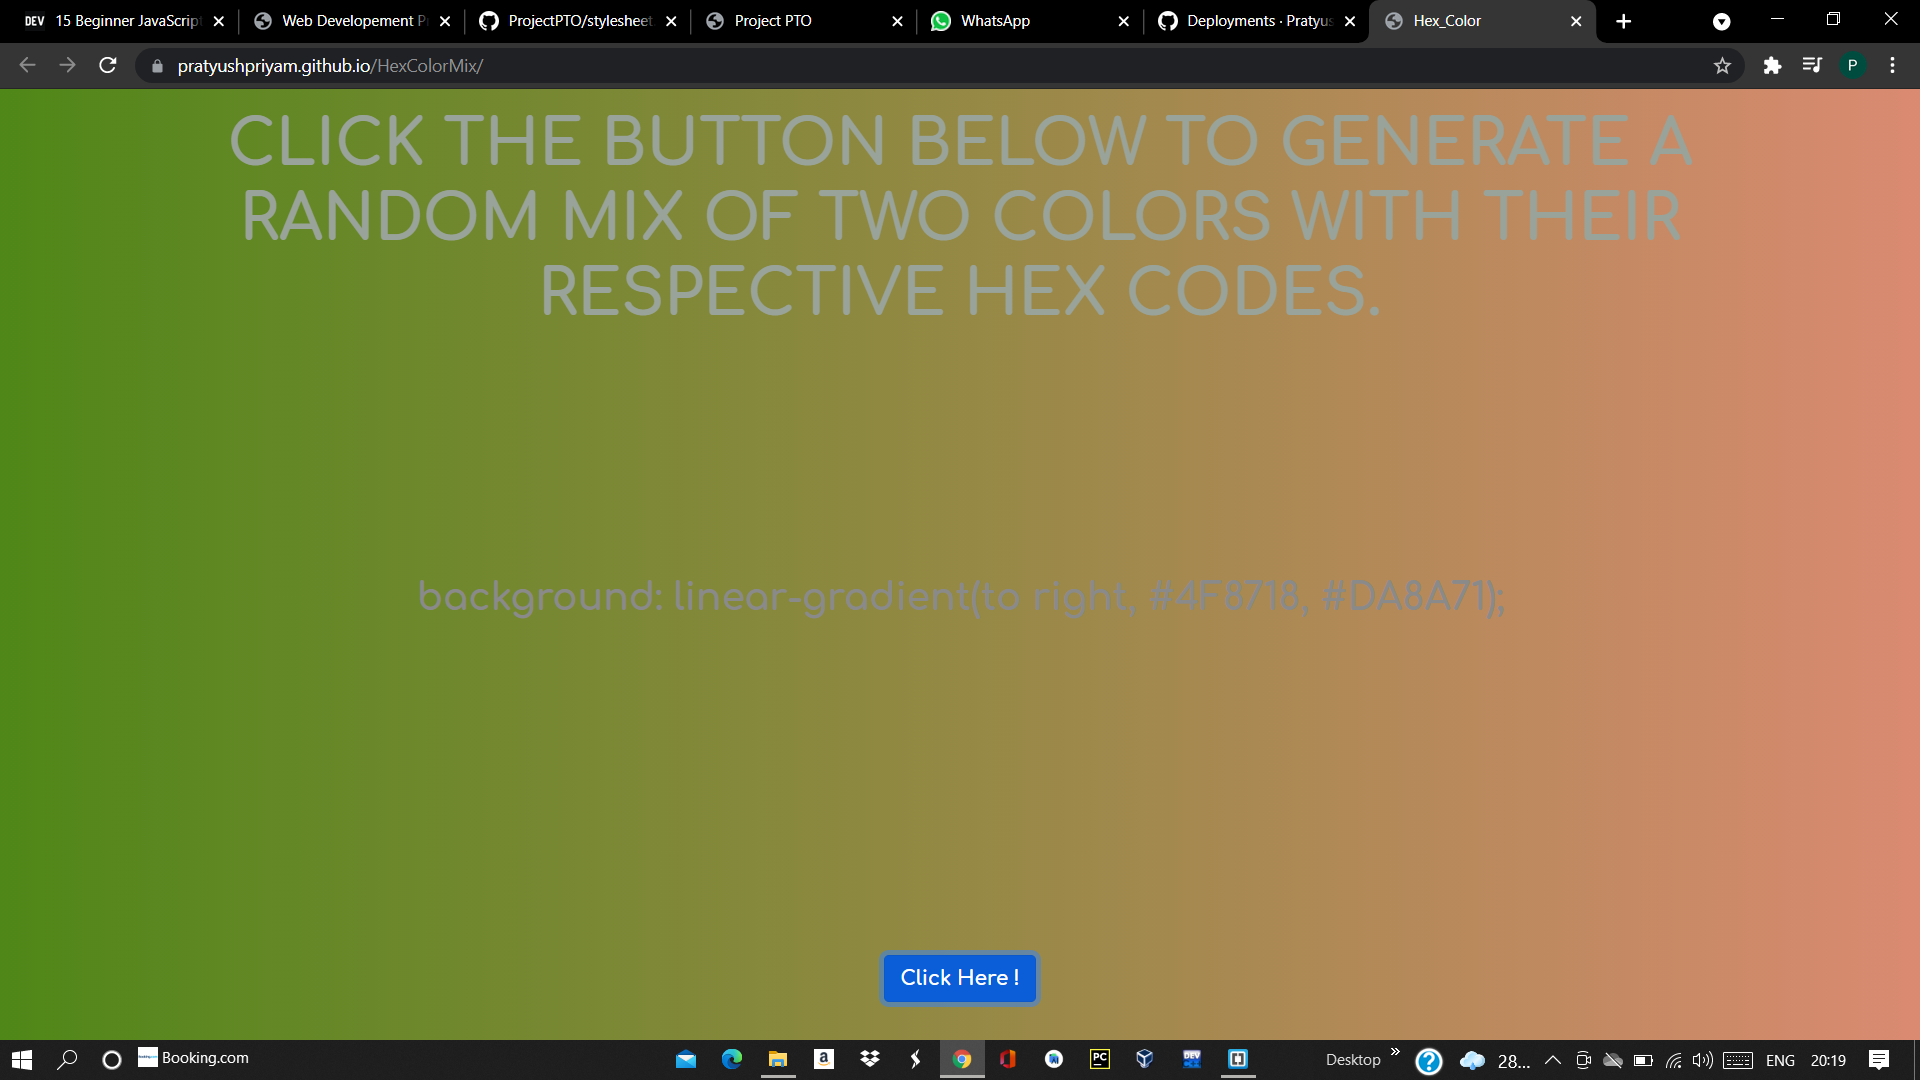 DEV 15 Beginner JavaScript
Web Developement P
ProjectPTO/stylesheet
Project PTO
WhatsApp
Deployments · Pratyus
Hex_Color
pratyushpriyam.github.io/HexColorMix/
P
CLICK THE BUTTON BELOW TO GENERATE A
RANDOM MIX OF TWO COLORS WITH THEIR
RESPECTIVE HEX CODES.
background: linear-gradient(to right, #4F8718, #DA8A71);
Click Here !
Booking.com
a
PC
DEV
Desktop
28...
ENG
20:19